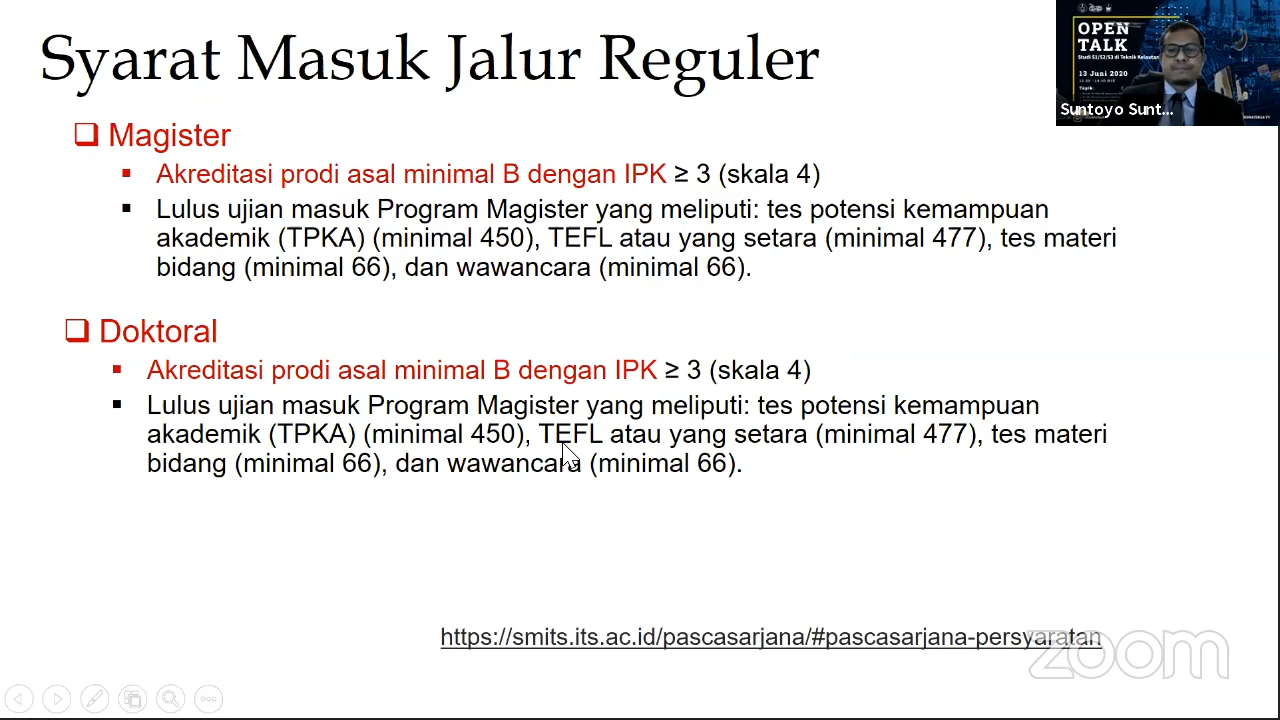 Syarat Masuk Jalur Reguler
OPEN
TALK
Studi S1/S2/S3 di Teknik Kelautan
13 Juni 2020
Topik:
Suntoyo Sunt...
Magister
Akreditasi prodi asal minimal B dengan IPK ≥ 3 (skala 4)
Lulus ujian masuk Program Magister yang meliputi: tes potensi kemampuan
akademik (TPKA) (minimal 450), TEFL atau yang setara (minimal 477), tes materi
bidang (minimal 66), dan wawancara (minimal 66).
Doktoral
Akreditasi prodi asal minimal B dengan IPK ≥ 3 (skala 4)
Lulus ujian masuk Program Magister yang meliputi: tes potensi kemampuan
akademik (TPKA) (minimal 450), TEFL atau yang setara (minimal 477), tes materi
bidang (minimal 66), dan wawancara (minimal 66).
https://smits.its.ac.id/pascasarjana/#pascasarjana-persyaratan
zoom